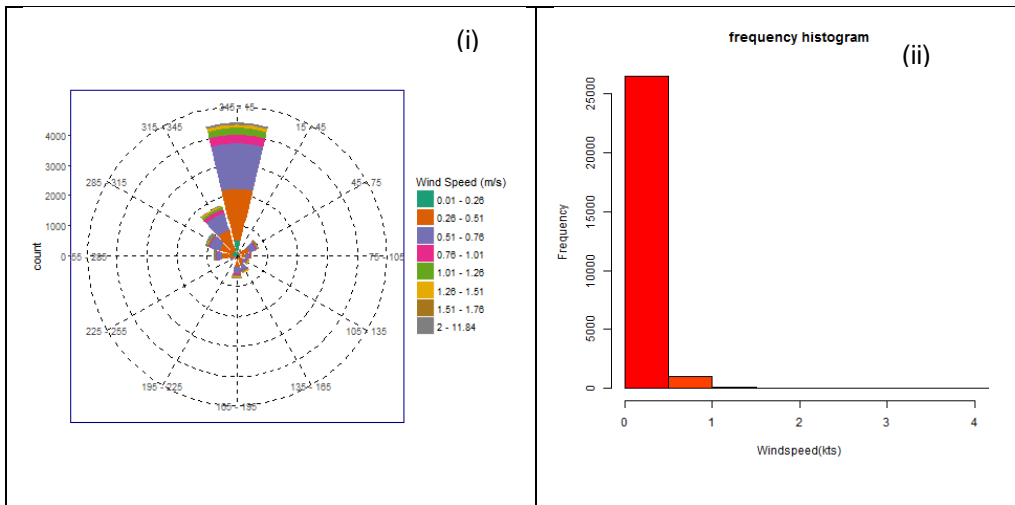 (i)
345 - 15
315 - 345
15 - 45
4000
3000
285 - 315
45 - 75
2000
1000
0
count
55 - 285
75 - 105
225 - 255
105 - 135
195 - 225
135 - 165
165 - 195
Wind Speed (m/s)
0.01 - 0.26
0.26 - 0.51
0.51 - 0.76
0.76 - 1.01
1.01 - 1.26
1.26 - 1.51
1.51 - 1.76
2 - 11.84
frequency histogram
(ii)
Frequency
25000
20000
15000
10000
5000
0
0 1 2 3 4
Windspeed(kts)